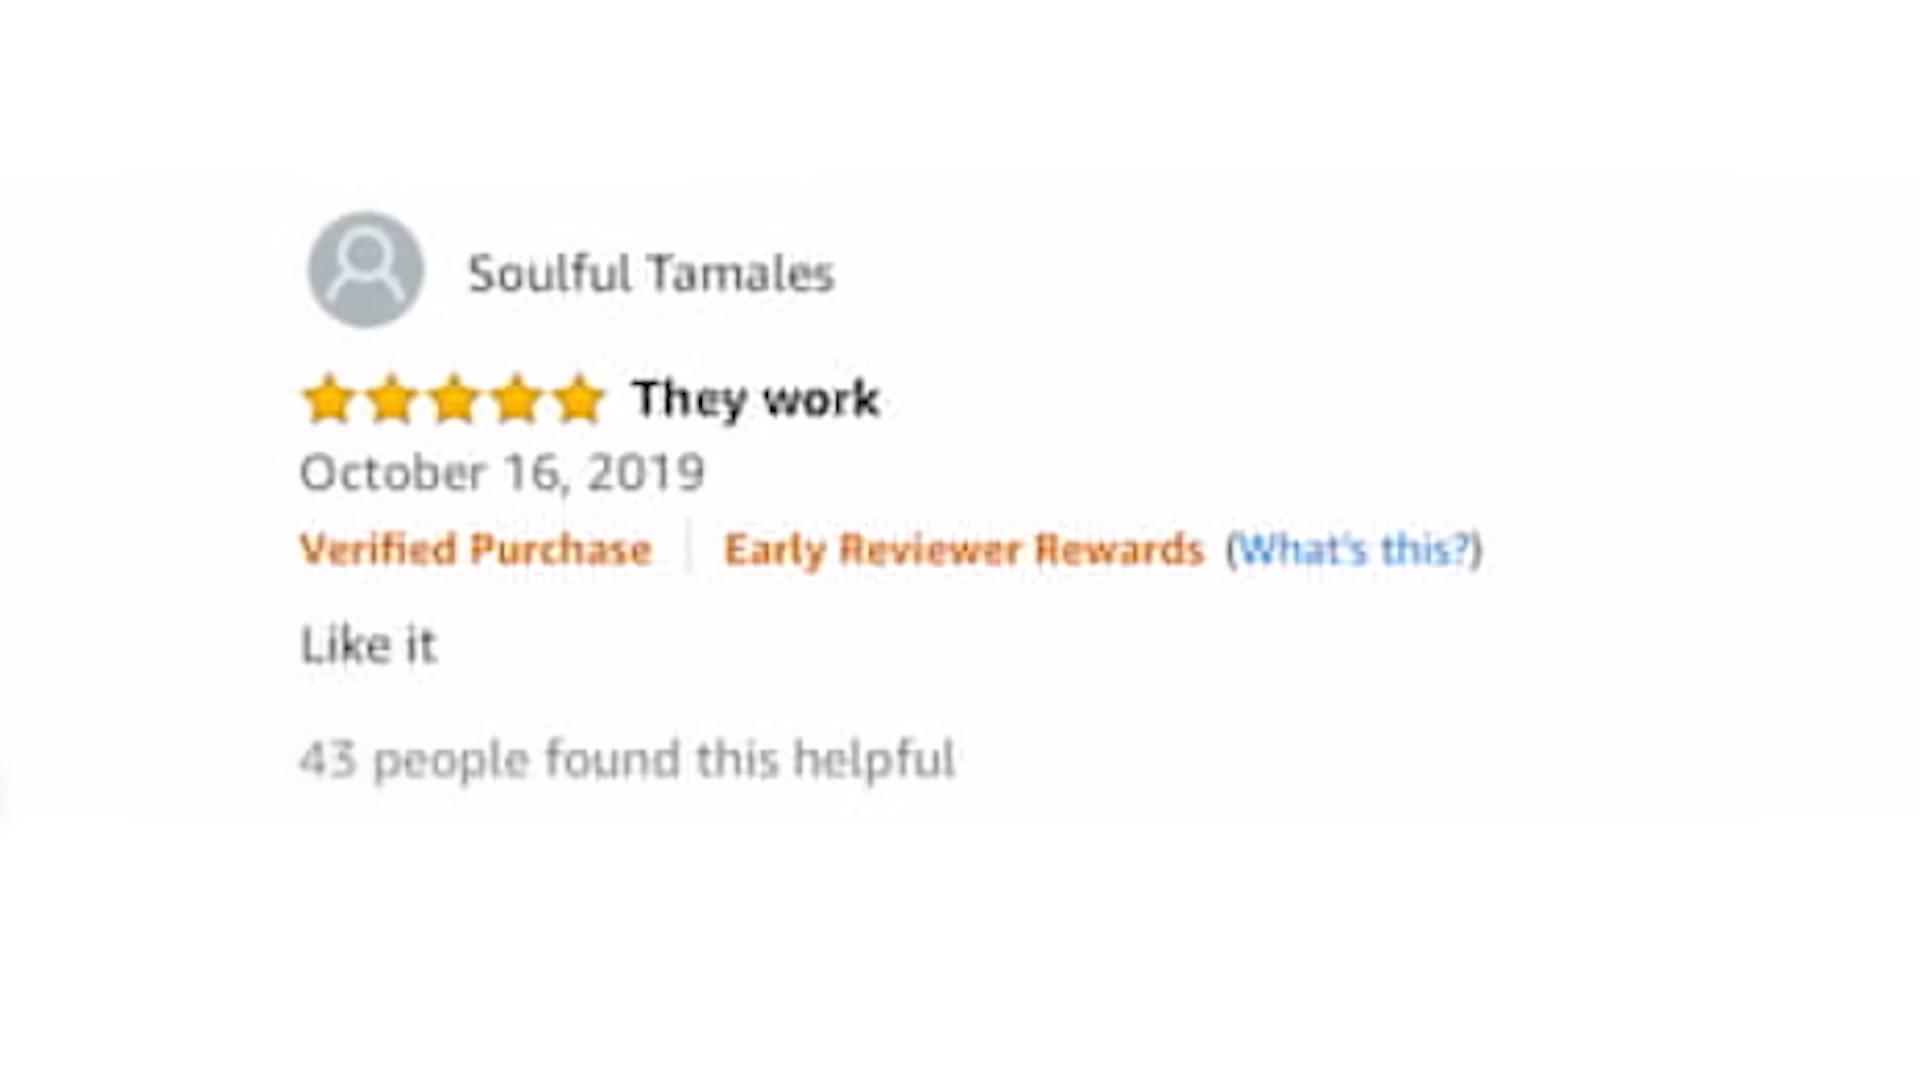 Soulful Tamales
They work
October 16, 2019
Verified Purchase | Early Reviewer Rewards (What's this?)
Like it
43 people found this helpful